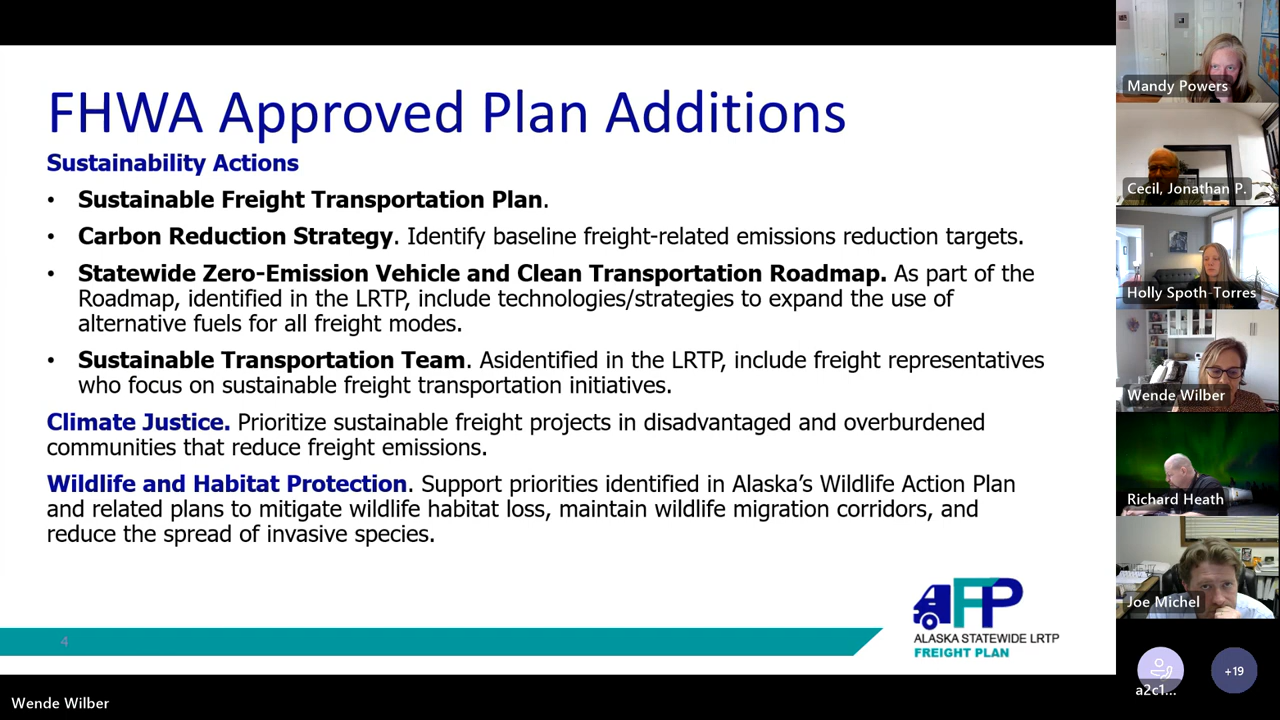 FHWA Approved Plan Additions
Sustainability Actions
• Sustainable Freight Transportation Plan.
• Carbon Reduction Strategy. Identify baseline freight-related emissions reduction targets.
• Statewide Zero-Emission Vehicle and Clean Transportation Roadmap. As part of the
Roadmap, identified in the LRTP, include technologies/strategies to expand the use of
alternative fuels for all freight modes.
• Sustainable Transportation Team. Asidentified in the LRTP, include freight representatives
who focus on sustainable freight transportation initiatives.
Climate Justice. Prioritize sustainable freight projects in disadvantaged and overburdened
communities that reduce freight emissions.
Wildlife and Habitat Protection. Support priorities identified in Alaska’s Wildlife Action Plan
and related plans to mitigate wildlife habitat loss, maintain wildlife migration corridors, and
reduce the spread of invasive species.
4
AFP
ALASKA STATEWIDE LRTP
FREIGHT PLAN
Wende Wilber
Mandy Powers
Cecil, Jonathan P.
Holly Spoth-Torres
Wende Wilber
Richard Heath
Joe Michel
a2c1...
+19